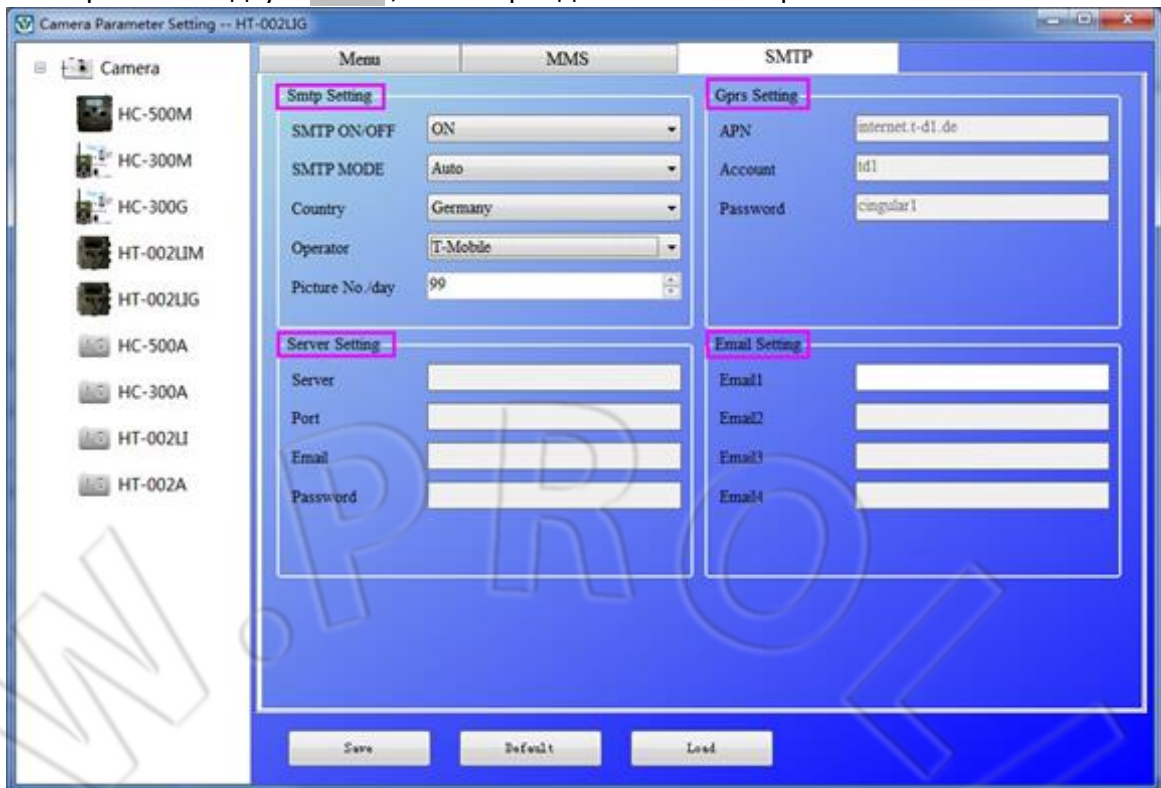 Camera Parameter Setting -- HT-002LIG
Camera
HC-500M
HC-300M
HC-300G
HT-002LIM
HT-002LIG
HC-500A
HC-300A
HT-002LI
HT-002A
Menu MMS SMTP
Smtp Setting
SMTP ON/OFF ON
SMTP MODE Auto
Country Germany
Operator T-Mobile
Picture No./day 99
Gprs Setting
APN internet.t-d1.de
Account td1
Password cingular1
Server Setting
Server
Port
Email
Password
Email Setting
Email1
Email2
Email3
Email4
Save Default Load
W.PROL